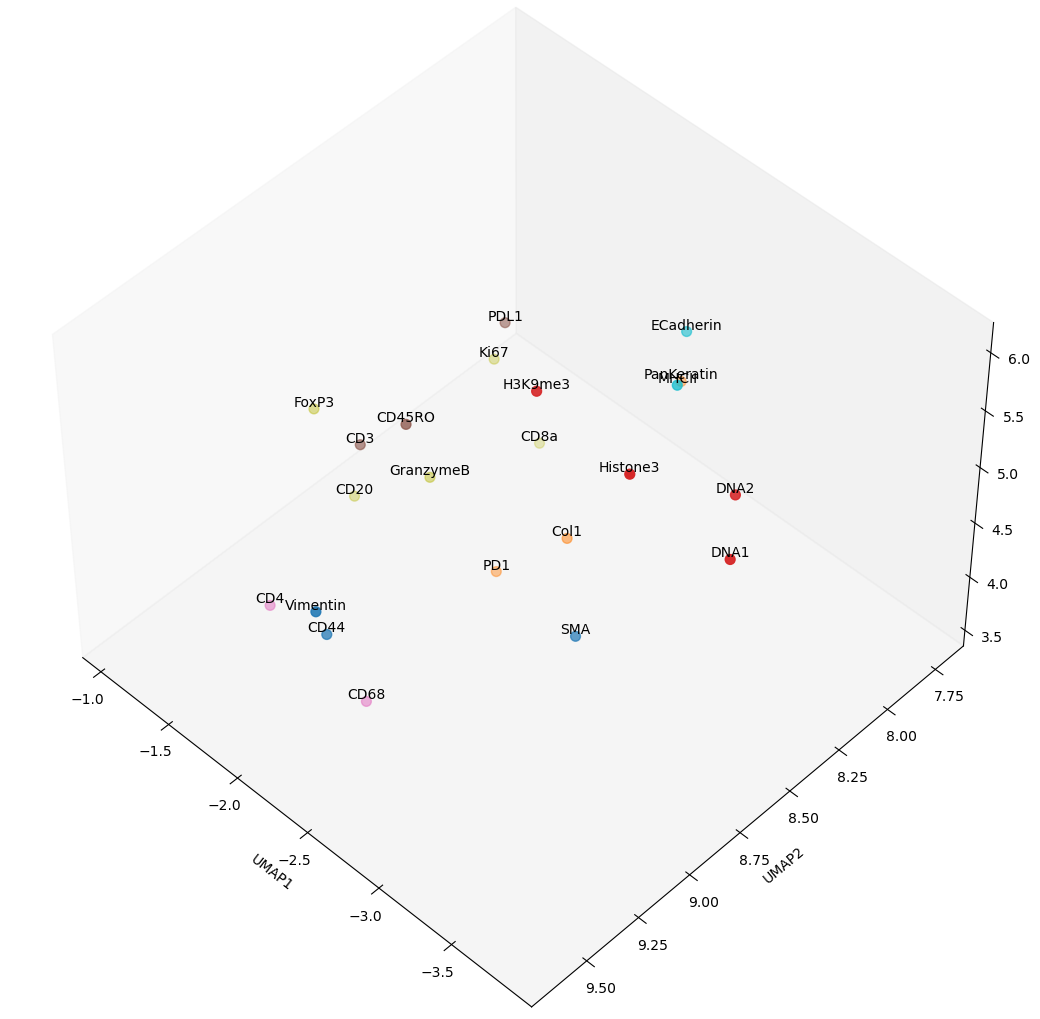 PDL1
ECadherin
Ki67
PanKeratin
MHCII
H3K9me3
FoxP3
CD45RO
CD3
CD8a
GranzymeB
Histone3
CD20
DNA2
Col1
DNA1
PD1
CD4
Vimentin
CD44
SMA
CD68
6.0
5.5
5.0
4.5
4.0
3.5
7.75
8.00
8.25
8.50
8.75
9.00
9.25
9.50
UMAP2
−1.0
−1.5
−2.0
−2.5
−3.0
−3.5
UMAP1